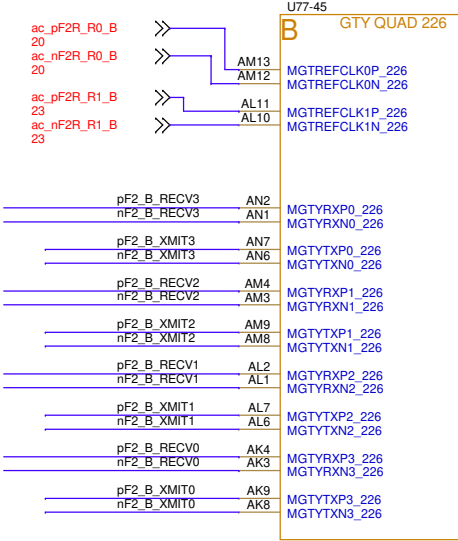 U77-45
B
GTY QUAD 226
ac_pF2R_R0_B
20
ac_nF2R_R0_B
20
ac_pF2R_R1_B
23
ac_nF2R_R1_B
23
AM13
MGTREFCLK0P_226
AM12
MGTREFCLK0N_226
AL11
MGTREFCLK1P_226
AL10
MGTREFCLK1N_226
pF2_B_RECV3 AN2 MGTYRXP0_226
nF2_B_RECV3 AN1 MGTYRXN0_226
pF2_B_XMIT3 AN7 MGTYTXP0_226
nF2_B_XMIT3 AN6 MGTYTXN0_226
pF2_B_RECV2 AM4 MGTYRXP1_226
nF2_B_RECV2 AM3 MGTYRXN1_226
pF2_B_XMIT2 AM9 MGTYTXP1_226
nF2_B_XMIT2 AM8 MGTYTXN1_226
pF2_B_RECV1 AL2 MGTYRXP2_226
nF2_B_RECV1 AL1 MGTYRXN2_226
pF2_B_XMIT1 AL7 MGTYTXP2_226
nF2_B_XMIT1 AL6 MGTYTXN2_226
pF2_B_RECV0 AK4 MGTYRXP3_226
nF2_B_RECV0 AK3 MGTYRXN3_226
pF2_B_XMIT0 AK9 MGTYTXP3_226
nF2_B_XMIT0 AK8 MGTYTXN3_226